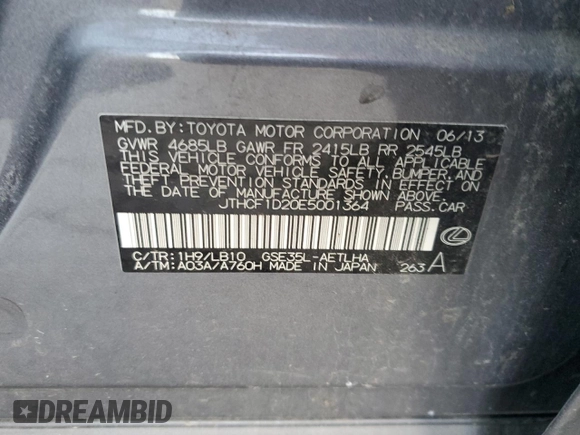 MFD. BY: TOYOTA MOTOR CORPORATION 06/13
GVWR 4685LB GAWR FR 2415LB RR 2545LB
THIS VEHICLE CONFORMS TO ALL APPLICABLE
FEDERAL MOTOR VEHICLE SAFETY, BUMPER, AND
THEFT PREVENTION STANDARDS IN EFFECT ON
THE DATE OF MANUFACTURE SHOWN ABOVE.
JTHCF1D20E5001364 PASS. CAR
C/TR: 1H9/LB10 GSE35L-AETLHA
A/TM: A03A/A760H MADE IN JAPAN 263 A
DREAMBID